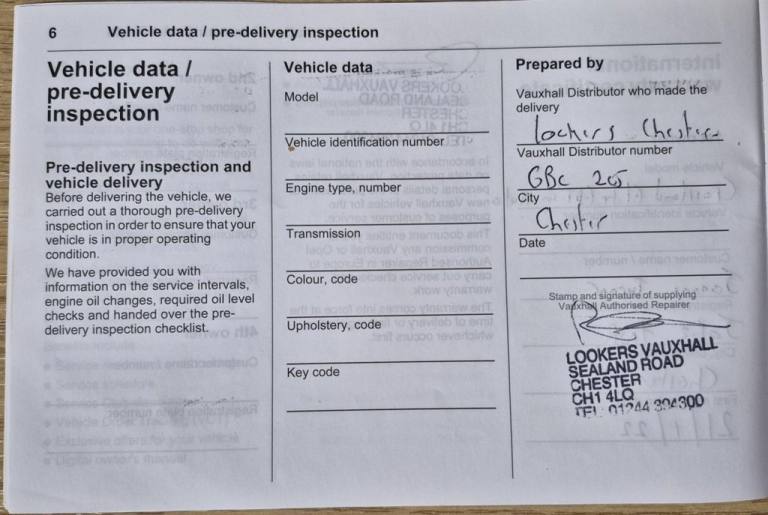 6 Vehicle data / pre-delivery inspection
Vehicle data /
pre-delivery
inspection
Pre-delivery inspection and
vehicle delivery
Before delivering the vehicle, we
carried out a thorough pre-delivery
inspection in order to ensure that your
vehicle is in proper operating
condition.
We have provided you with
information on the service intervals,
engine oil changes, required oil level
checks and handed over the pre-
delivery inspection checklist.
Vehicle data
Model
Vehicle identification number
Engine type, number
Transmission
Colour, code
Upholstery, code
Key code
Prepared by
Vauxhall Distributor who made the
delivery
Lookers Chester
Vauxhall Distributor number
GBC 205
City
Chester
Date
Stamp and signature of supplying
Vauxhall Authorised Repairer
LOOKERS VAUXHALL
SEALAND ROAD
CHESTER
CH1 4LQ
TEL: 01244 394300